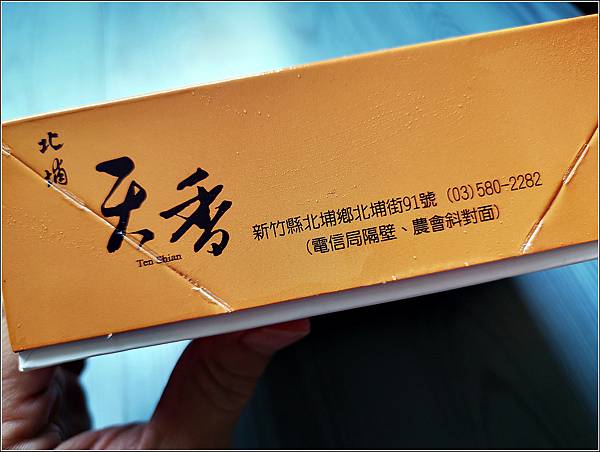 北埔
天香
Ten Shian
新竹縣北埔鄉北埔街91號 (03)580-2282
(電信局隔壁、農會斜對面)